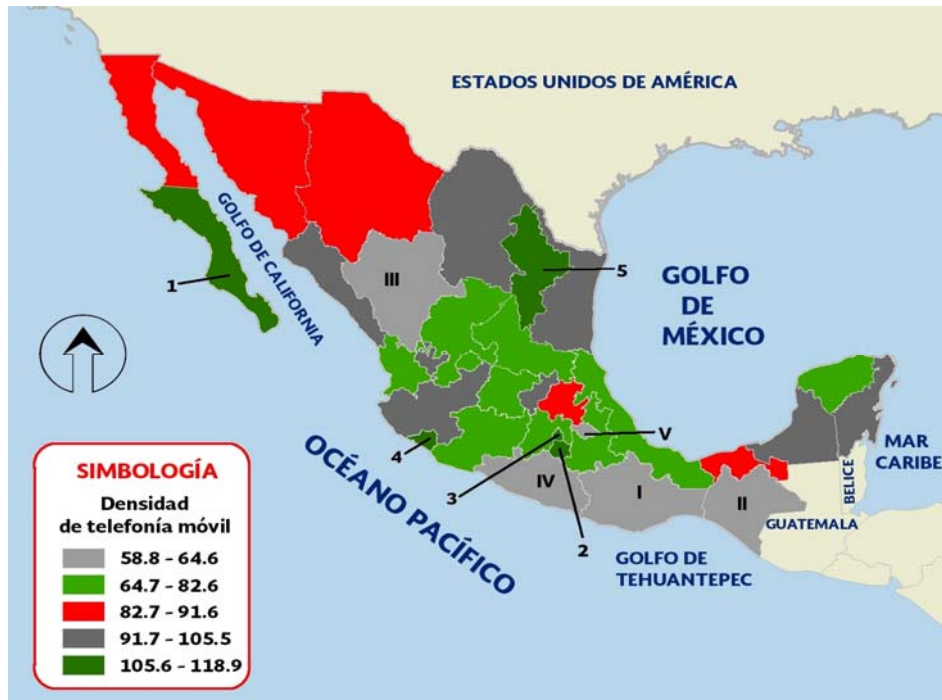 ESTADOS UNIDOS DE AMÉRICA
GOLFO DE CALIFORNIA
1
III
5
GOLFO
DE
MÉXICO
V
4
3
IV
I
II
2
OCÉANO PACÍFICO
GOLFO DE
TEHUANTEPEC
GUATEMALA
BELICE
MAR
CARIBE
SIMBOLOGÍA
Densidad
de telefonía móvil
58.8 – 64.6
64.7 – 82.6
82.7 – 91.6
91.7 – 105.5
105.6 – 118.9